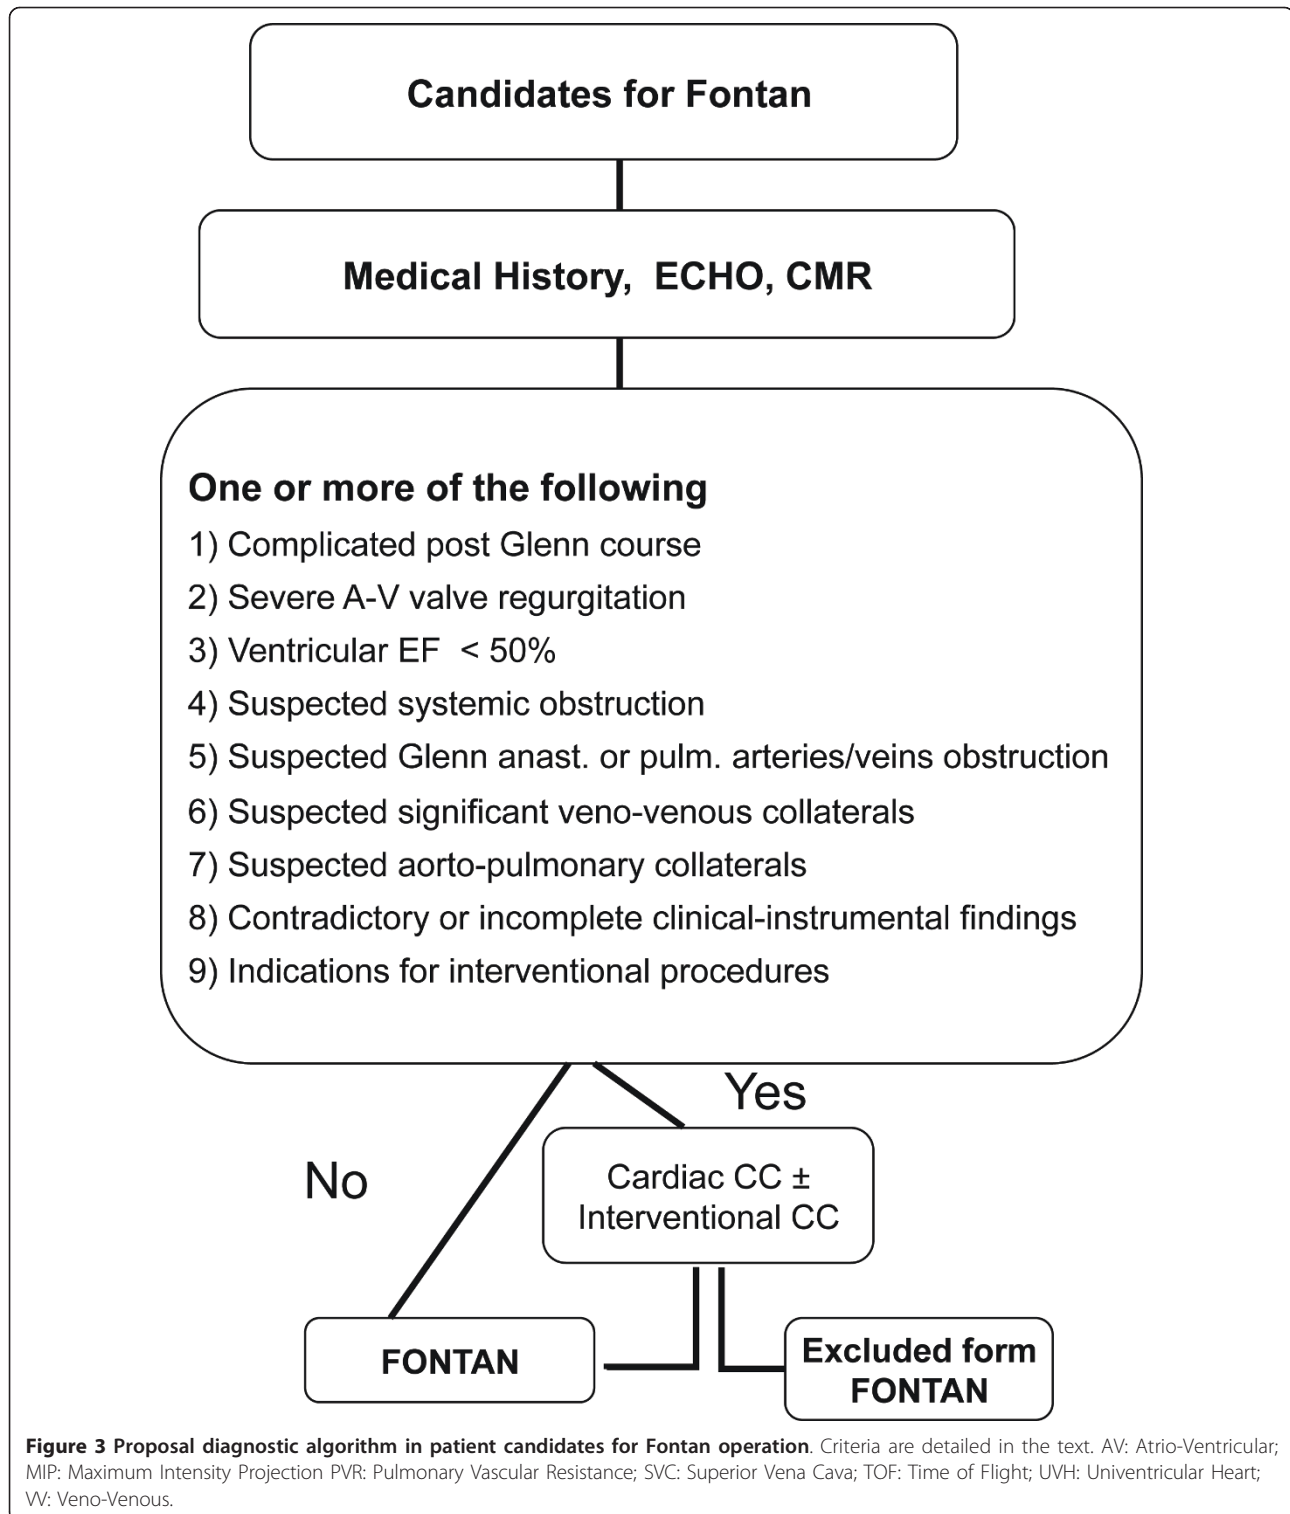 Candidates for Fontan
Medical History,  ECHO, CMR
One or more of the following
1) Complicated post Glenn course
2) Severe A-V valve regurgitation
3) Ventricular EF  < 50%
4) Suspected systemic obstruction
5) Suspected Glenn anast. or pulm. arteries/veins obstruction
6) Suspected significant veno-venous collaterals
7) Suspected aorto-pulmonary collaterals
8) Contradictory or incomplete clinical-instrumental findings
9) Indications for interventional procedures
Yes
No
Cardiac CC ±
Interventional CC
FONTAN
Excluded form
FONTAN
Figure 3 Proposal diagnostic algorithm in patient candidates for Fontan operation. Criteria are detailed in the text. AV: Atrio-Ventricular;
MIP: Maximum Intensity Projection PVR: Pulmonary Vascular Resistance; SVC: Superior Vena Cava; TOF: Time of Flight; UVH: Univentricular Heart;
VV: Veno-Venous.